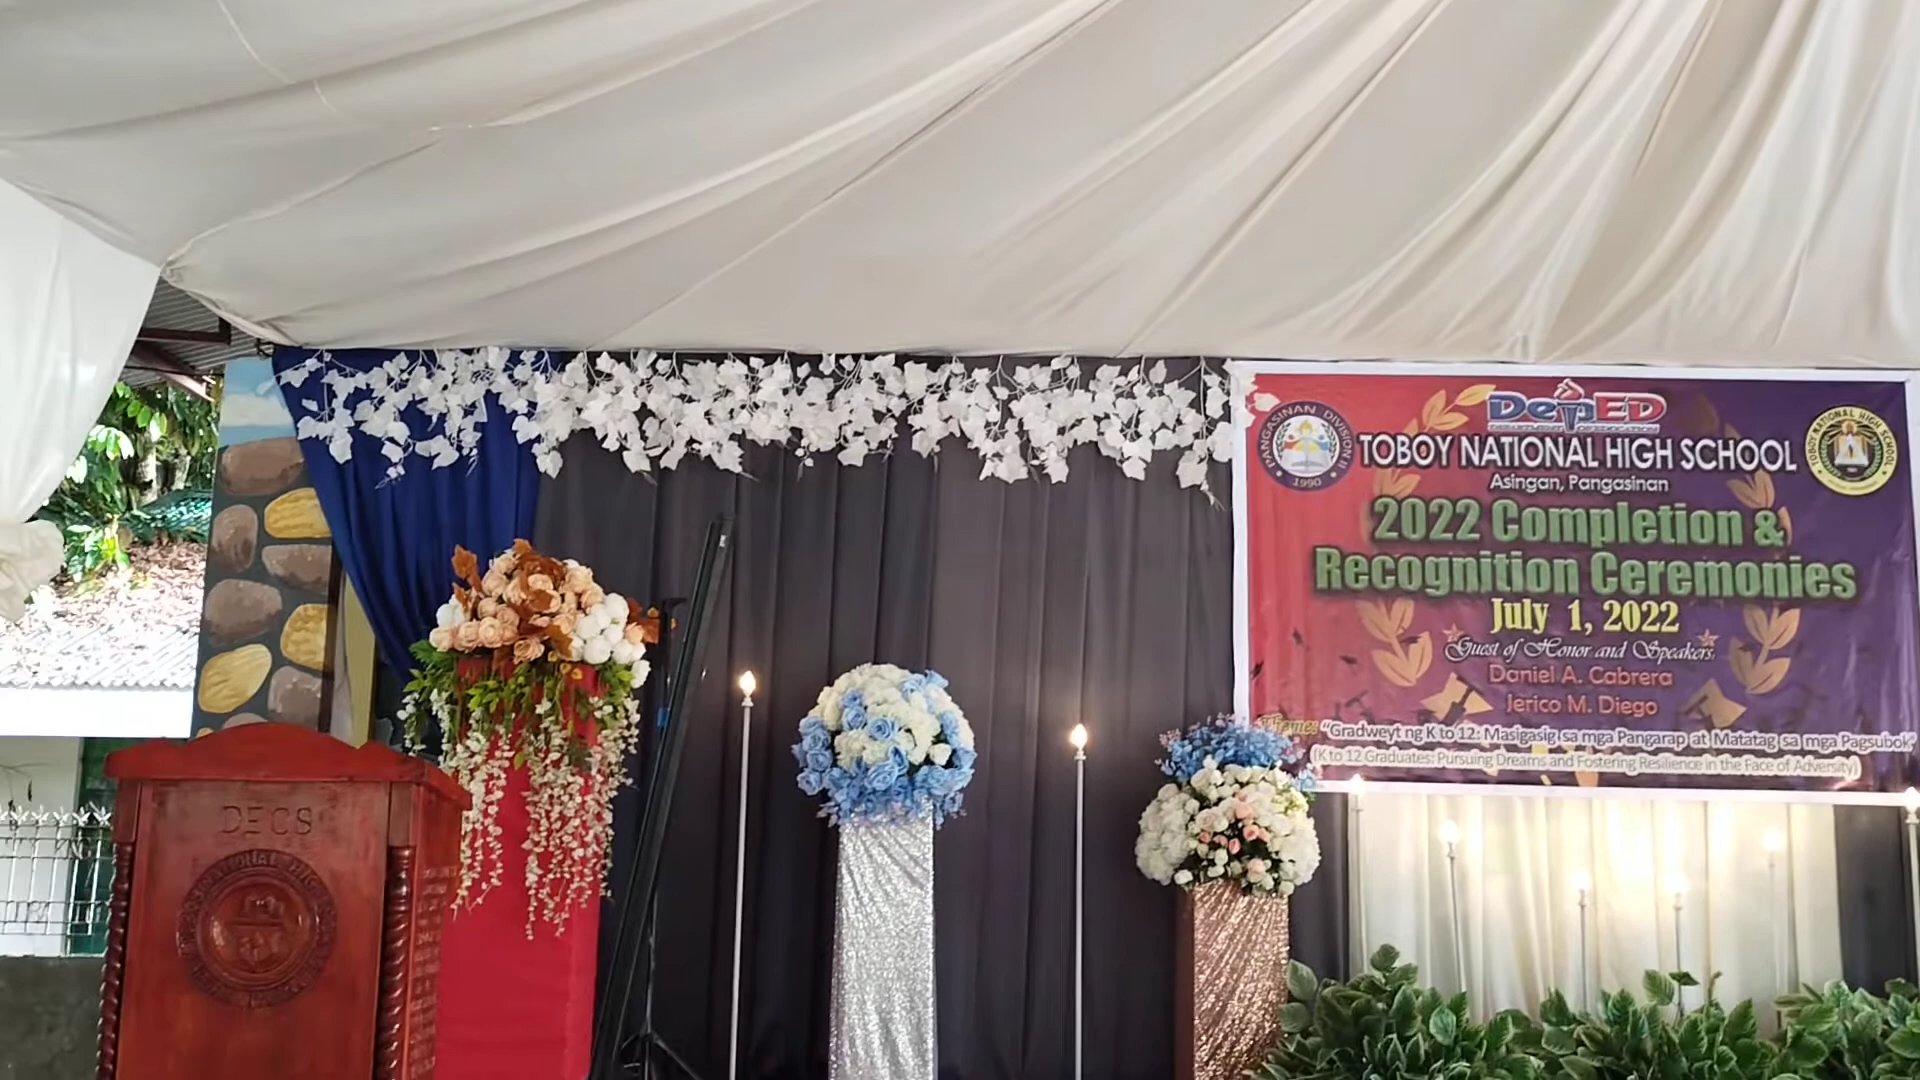 DepED
DEPARTMENT OF EDUCATION
PANGASINAN DIVISION II
1990
TOBOY NATIONAL HIGH SCHOOL
TOBOY NATIONAL HIGH SCHOOL
Asingan, Pangasinan
2022 Completion &
Recognition Ceremonies
July 1, 2022
Guest of Honor and Speakers
Daniel A. Cabrera
Jerico M. Diego
Theme: “Gradweyt ng K to 12: Masigasig sa mga Pangarap at Matatag sa mga Pagsubok”
(K to 12 Graduates: Pursuing Dreams and Fostering Resilience in the Face of Adversity)
DECS